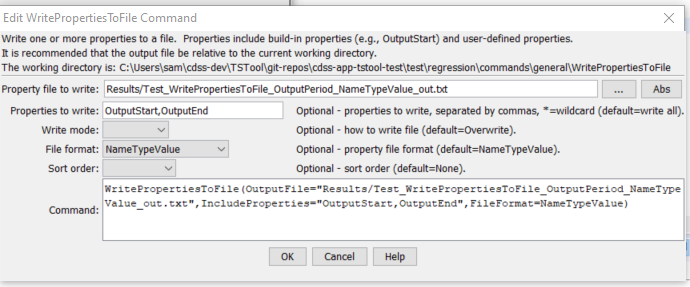 Edit WritePropertiesToFile Command
Write one or more properties to a file.  Properties include build-in properties (e.g., OutputStart) and user-defined properties.
It is recommended that the output file be relative to the current working directory.
The working directory is: C:\Users\sam\cdss-dev\TSTool\git-repos\cdss-app-tstool-test\test\regression\commands\general\WritePropertiesToFile
Property file to write: Results/Test_WritePropertiesToFile_OutputPeriod_NameTypeValue_out.txt ... Abs
Properties to write: OutputStart,OutputEnd Optional - properties to write, separated by commas, *=wildcard (default=write all).
Write mode: Optional - how to write file (default=Overwrite).
File format: NameTypeValue Optional - property file format (default=NameTypeValue).
Sort order: Optional - sort order (default=None).
WritePropertiesToFile(OutputFile="Results/Test_WritePropertiesToFile_OutputPeriod_NameType
Command: Value_out.txt",IncludeProperties="OutputStart,OutputEnd",FileFormat=NameTypeValue)
OK Cancel Help